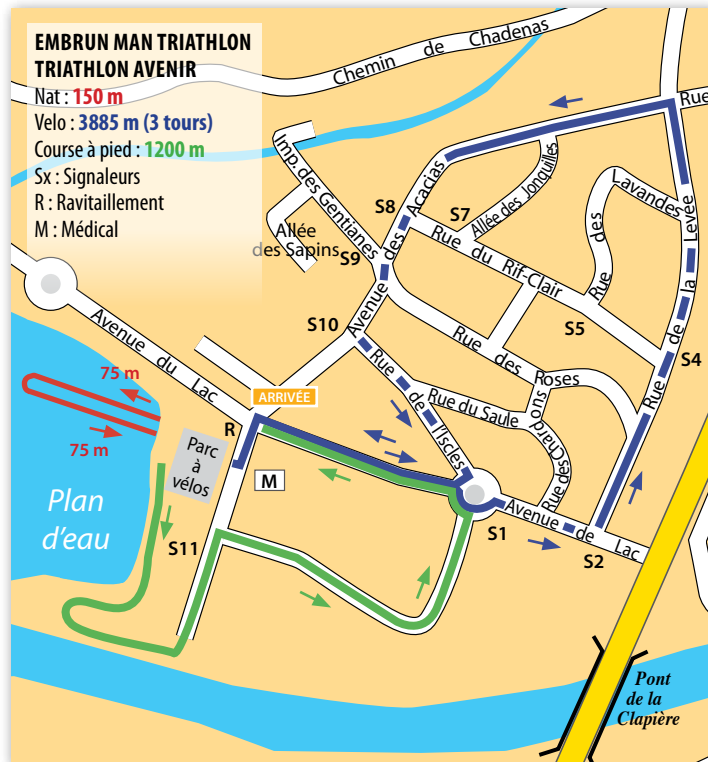 EMBRUN MAN TRIATHLON
TRIATHLON AVENIR
Nat : 150 m
Velo : 3885 m (3 tours)
Course à pied : 1200 m
Sx : Signaleurs
R : Ravitaillement
M : Médical
Chemin de Chadenas
Rue
Imp. des Gentianes
Allée
des Sapins
S8
S7
S9
Avenue des Acacias
Allée des Jonquilles
Rue des Lavandes
Rue du Rif-Clair
S10
S5
S4
Rue de la Levée
Avenue du Lac
Rue des Roses
Rue de l'Iscles
Rue du Saule
Rue des Chardons
75 m
75 m
ARRIVÉE
R
Parc
à
vélos
M
Plan
d'eau
S11
S1
Avenue de Lac
S2
Pont
de la
Clapière